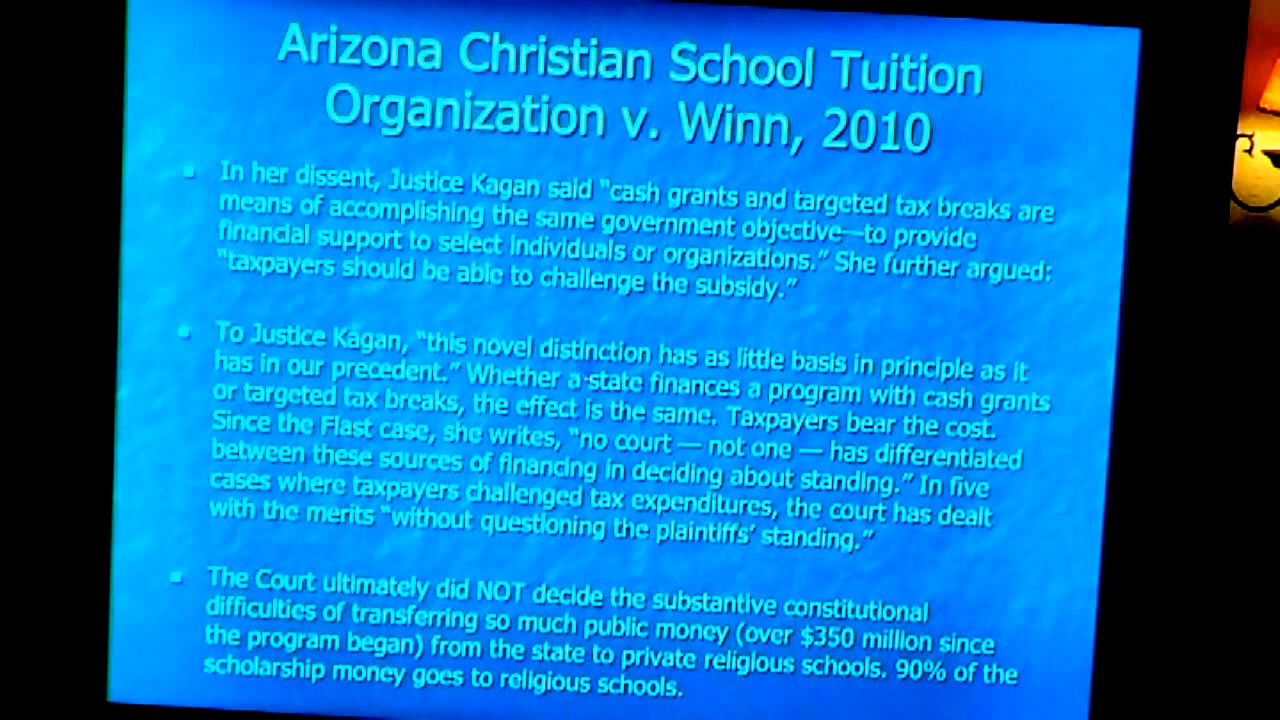 Arizona Christian School Tuition
Organization v. Winn, 2010
In her dissent, Justice Kagan said “cash grants and targeted tax breaks are
means of accomplishing the same government objective—to provide
financial support to select individuals or organizations.” She further argued:
“taxpayers should be able to challenge the subsidy.”
To Justice Kagan, “this novel distinction has as little basis in principle as it
has in our precedent.” Whether a state finances a program with cash grants
or targeted tax breaks, the effect is the same. Taxpayers bear the cost.
Since the Flast case, she writes, “no court — not one — has differentiated
between these sources of financing in deciding about standing.” In five
cases where taxpayers challenged tax expenditures, the court has dealt
with the merits “without questioning the plaintiffs’ standing.”
The Court ultimately did NOT decide the substantive constitutional
difficulties of transferring so much public money (over $350 million since
the program began) from the state to private religious schools. 90% of the
scholarship money goes to religious schools.